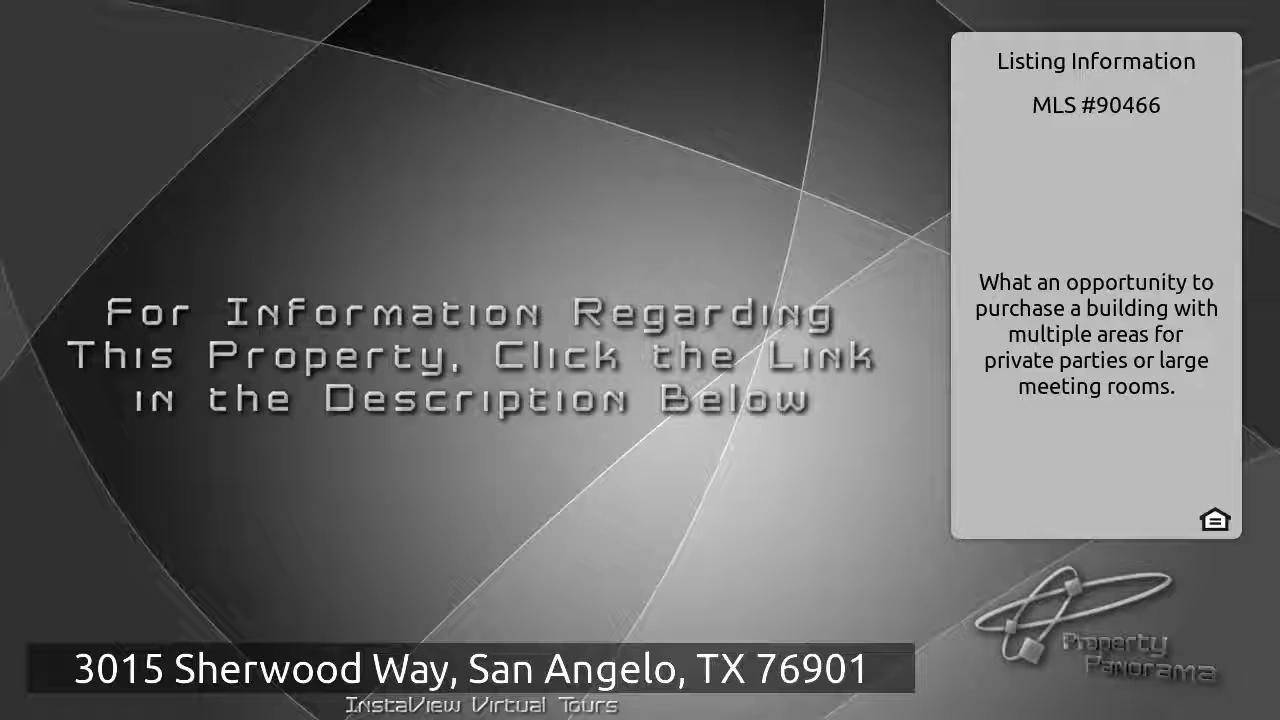 Listing Information
MLS #90466
What an opportunity to
purchase a building with
multiple areas for
private parties or large
meeting rooms.
For Information Regarding
This Property, Click the Link
in the Description Below
3015 Sherwood Way, San Angelo, TX 76901
InstaView Virtual Tours
Property
Panorama